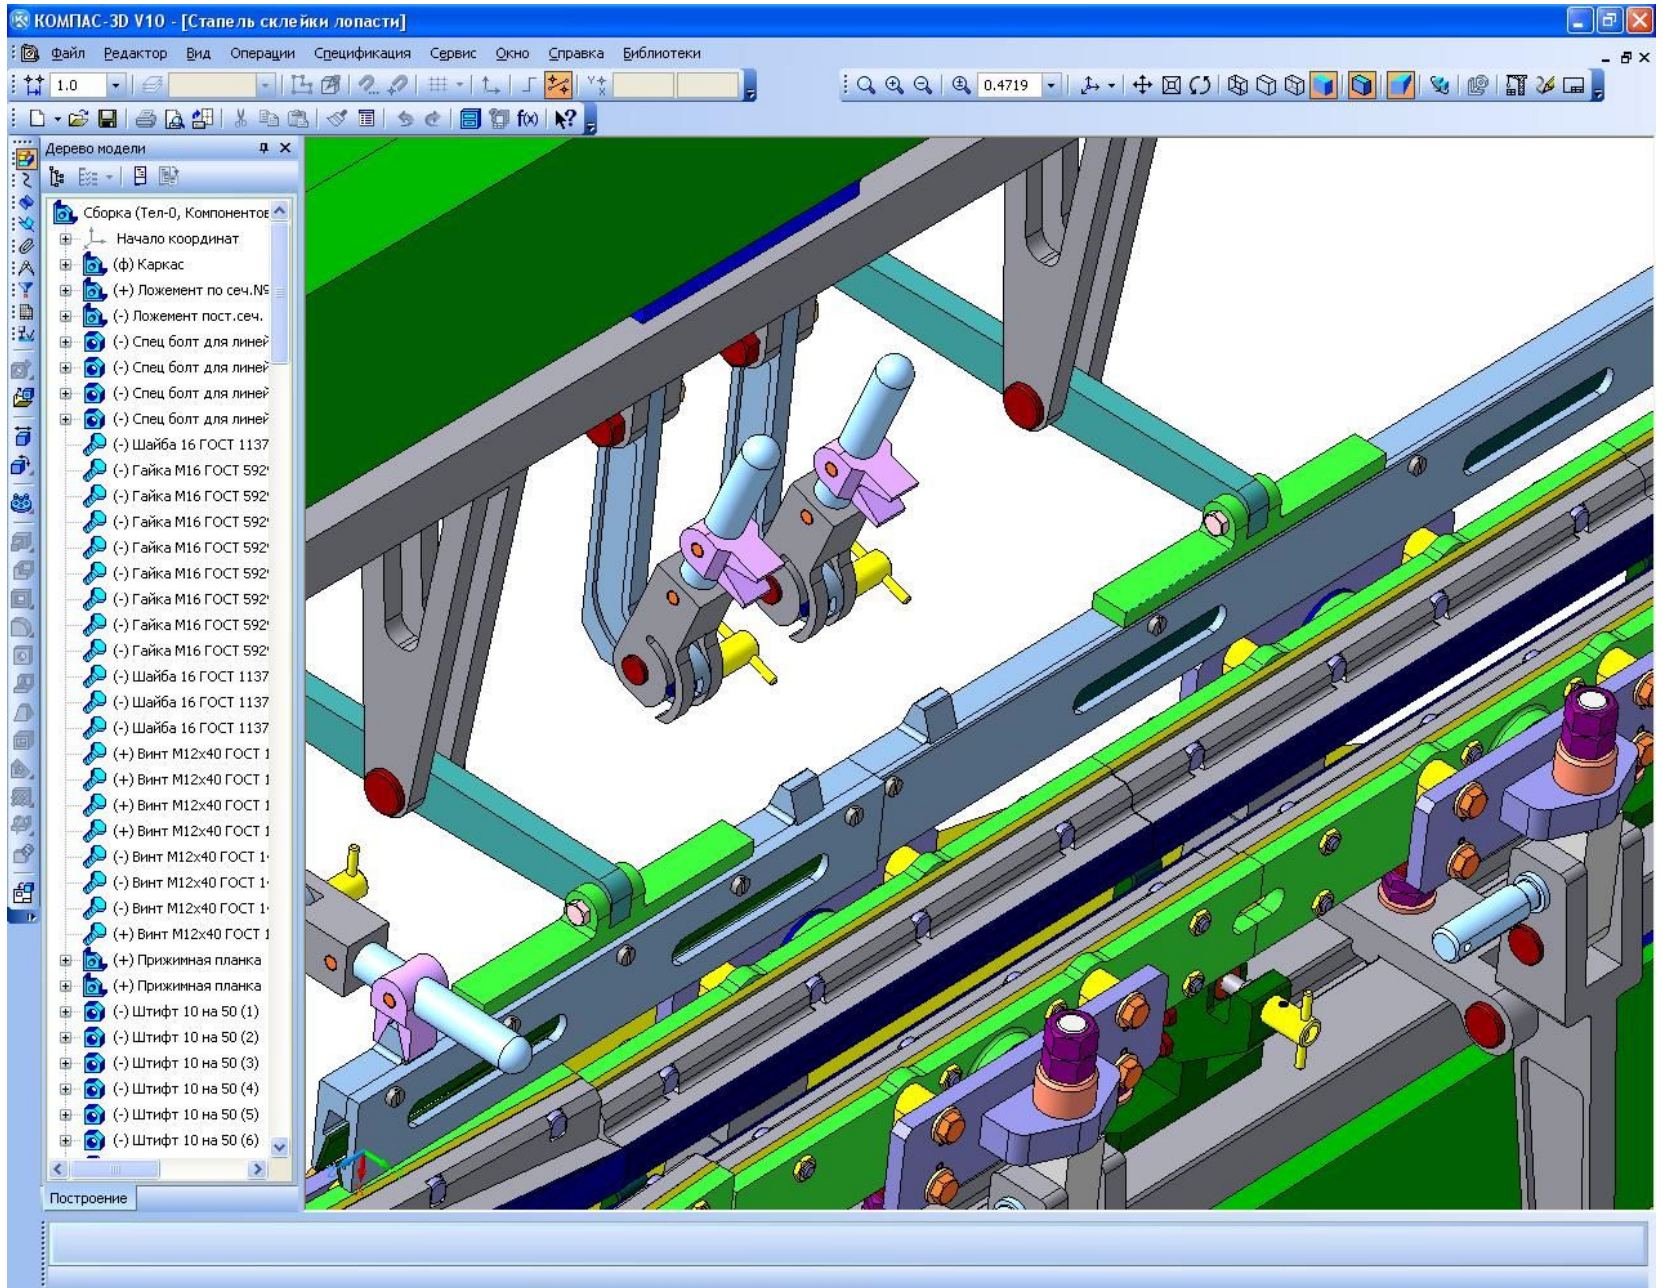 КОМПАС-3D V10 - [Стапель склейки лопасти]
Файл Редактор Вид Операции Спецификация Сервис Окно Справка Библиотеки
1.0 0.4719
f(x)
Дерево модели
Сборка (Тел-0, Компонентов
Начало координат
(ф) Каркас
(+) Ложемент по сеч.№
(-) Ложемент пост.сеч.
(-) Спец болт для линей
(-) Спец болт для линей
(-) Спец болт для линей
(-) Спец болт для линей
(-) Шайба 16 ГОСТ 1137
(-) Гайка М16 ГОСТ 592
(-) Гайка М16 ГОСТ 592
(-) Гайка М16 ГОСТ 592
(-) Гайка М16 ГОСТ 592
(-) Гайка М16 ГОСТ 592
(-) Гайка М16 ГОСТ 592
(-) Гайка М16 ГОСТ 592
(-) Гайка М16 ГОСТ 592
(-) Шайба 16 ГОСТ 1137
(-) Шайба 16 ГОСТ 1137
(-) Шайба 16 ГОСТ 1137
(+) Винт М12х40 ГОСТ 1
(+) Винт М12х40 ГОСТ 1
(+) Винт М12х40 ГОСТ 1
(+) Винт М12х40 ГОСТ 1
(-) Винт М12х40 ГОСТ 1
(-) Винт М12х40 ГОСТ 1
(-) Винт М12х40 ГОСТ 1
(+) Винт М12х40 ГОСТ 1
(+) Прижимная планка
(+) Прижимная планка
(-) Штифт 10 на 50 (1)
(-) Штифт 10 на 50 (2)
(-) Штифт 10 на 50 (3)
(-) Штифт 10 на 50 (4)
(-) Штифт 10 на 50 (5)
(-) Штифт 10 на 50 (6)
Построение